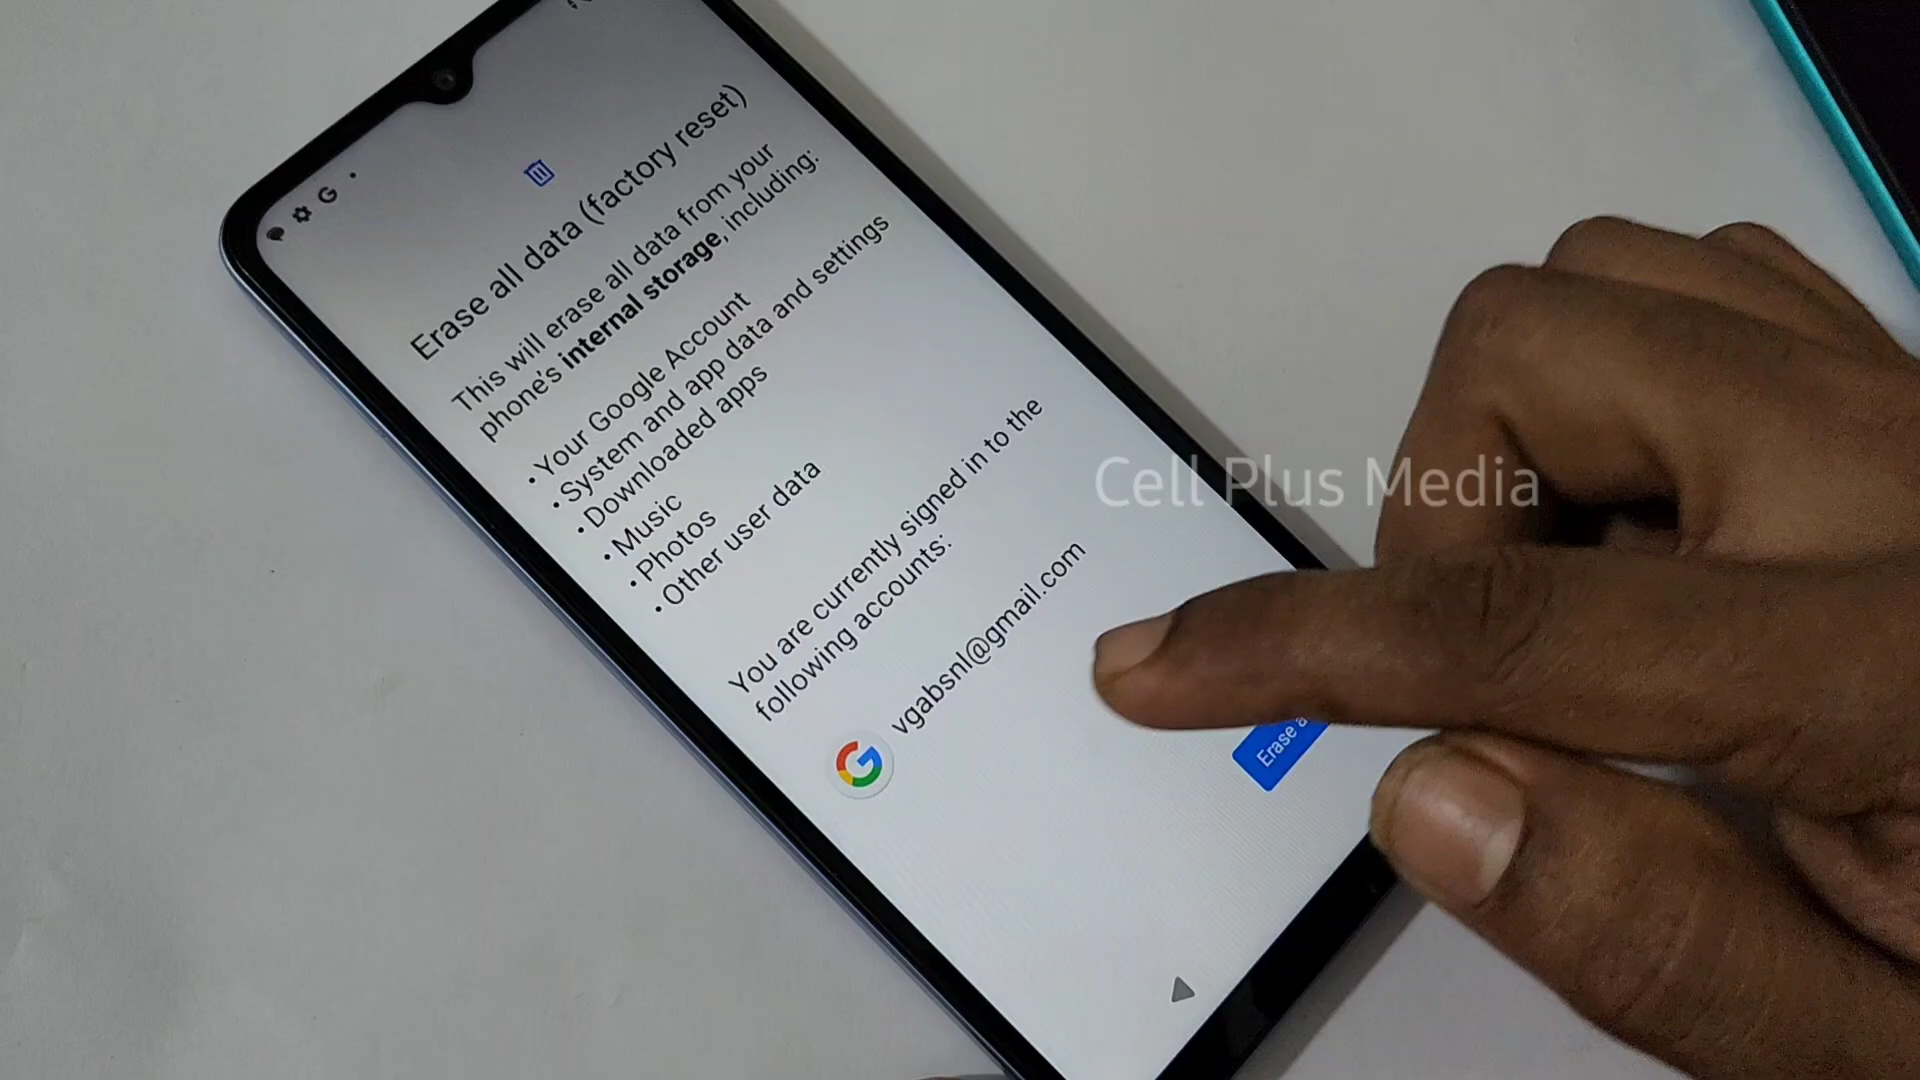 Erase all data (factory reset)
This will erase all data from your
phone's internal storage, including:
• Your Google Account
• System and app data and settings
• Downloaded apps
• Music
• Photos
• Other user data
You are currently signed in to the
following accounts:
vgabsnl@gmail.com
Erase a
Cell Plus Media